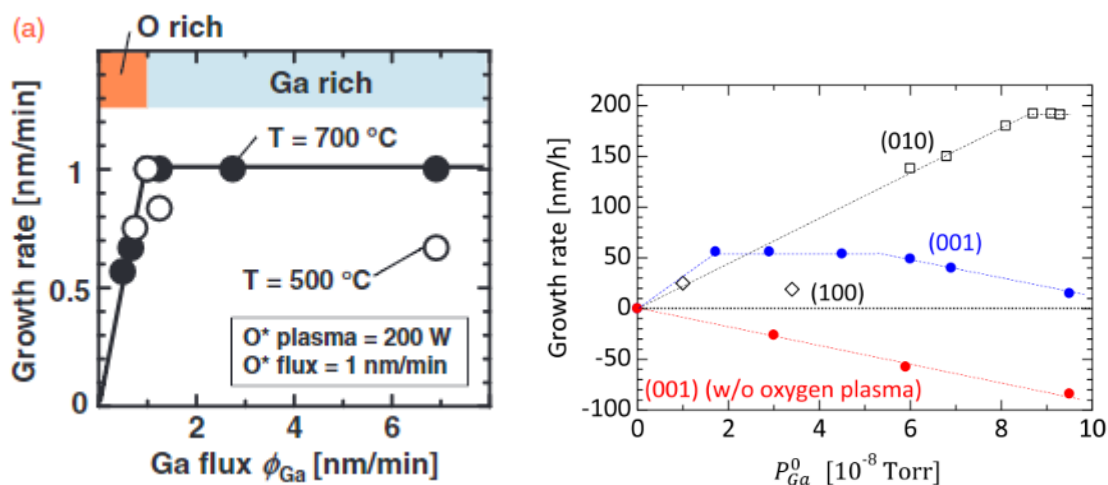 (a)
O rich
Ga rich
T = 700 °C
T = 500 °C
O* plasma = 200 W
O* flux = 1 nm/min
Growth rate [nm/min]
1
0.5
0
2
4
6
Ga flux ϕGa [nm/min]
200
150
100
50
0
-50
-100
Growth rate [nm/h]
(010)
(001)
(100)
(001) (w/o oxygen plasma)
0
2
4
6
8
10
P⁰Ga [10⁻⁸ Torr]